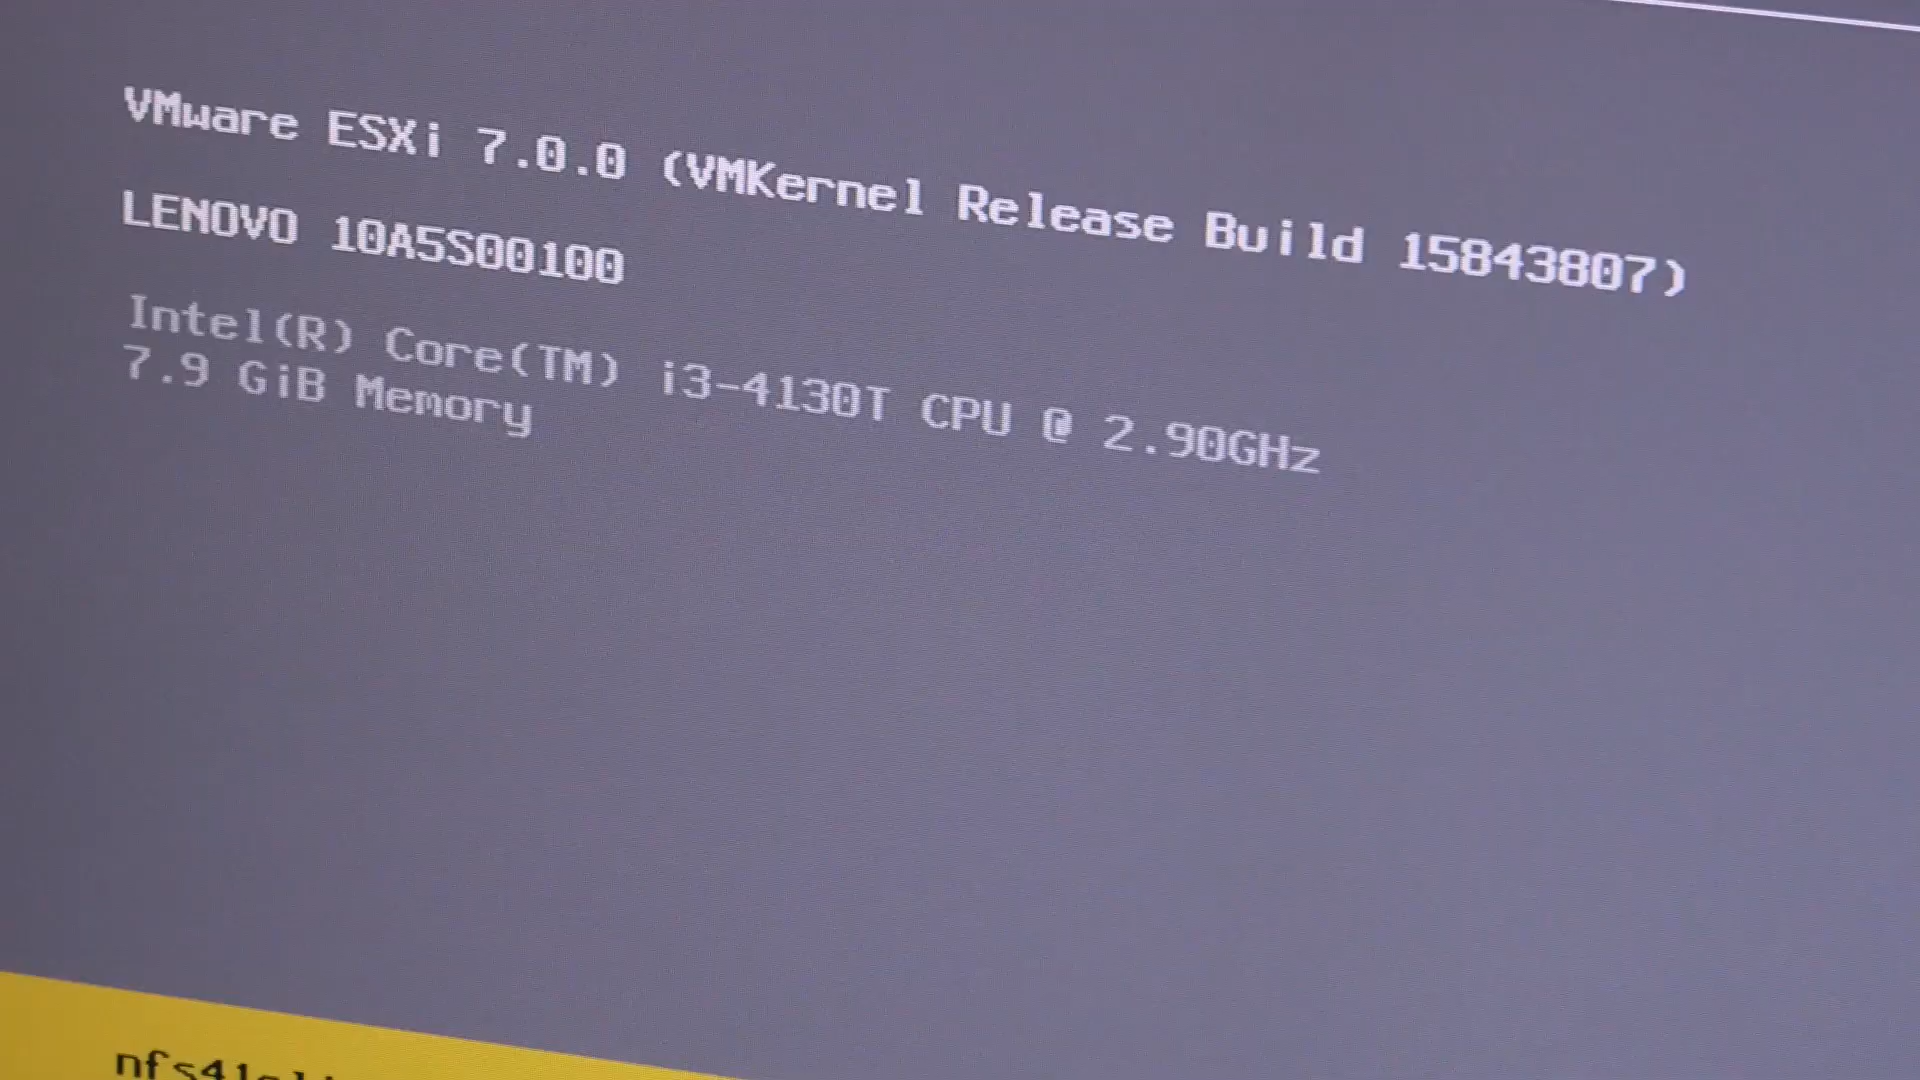 VMware ESXi 7.0.0 (VMKernel Release Build 15843807)
LENOVO 10A5S00100
Intel(R) Core(TM) i3-4130T CPU @ 2.90GHz
7.9 GiB Memory